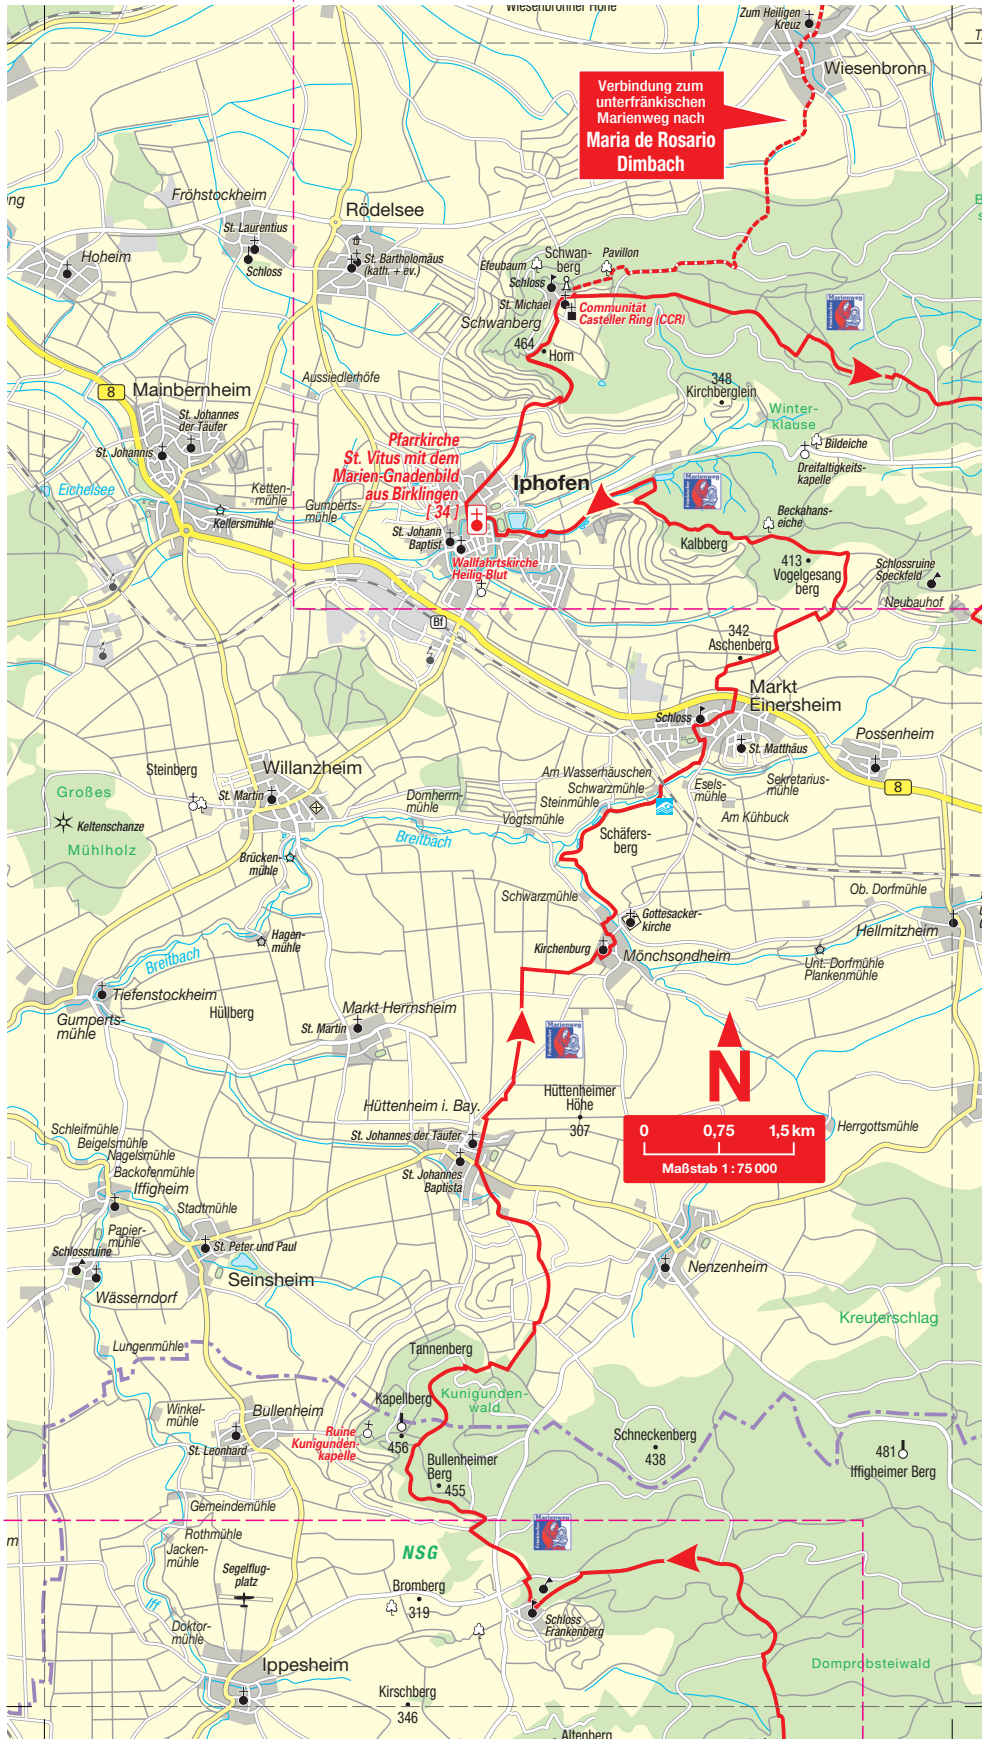 Wiesenbronner Höhe
Zum Heiligen
Kreuz
Wiesenbronn
Verbindung zum
unterfränkischen
Marienweg nach
Maria de Rosario
Dimbach
Fröhstockheim
St. Laurentius
Schloss
Rödelsee
St. Bartholomäus
(kath. + ev.)
Hoheim
Efeubaum
Schwan-
berg
Pavillon
Schloss
St. Michael
Schwanberg
Communität
Casteller Ring (CCR)
Fränkischer Marienweg
464
Horn
Aussiedlerhöfe
348
Kirchberglein
Winter-
klause
8
Mainbernheim
St. Johannes
der Täufer
St. Johannis
Pfarrkirche
St. Vitus mit dem
Marien-Gnadenbild
aus Birklingen
[ 34 ]
Bildeiche
Dreifaltigkeits-
kapelle
Iphofen
Fränkischer Marienweg
Eichelsee
Ketten-
mühle
Gumperts-
mühle
Kellersmühle
St. Johann
Baptist
Wallfahrtskirche
Heilig-Blut
Beckahans-
eiche
Kalbberg
413
Vogelgesang
berg
Schlossruine
Speckfeld
Neubauhof
Bf
342
Aschenberg
Markt
Einersheim
Schloss
St. Matthäus
Possenheim
8
Steinberg
Willanzheim
St. Martin
Großes
Mühlholz
Keltenschanze
Domherrn-
mühle
Am Wasserhäuschen
Schwarzmühle
Steinmühle
Vogtsmühle
Esels-
mühle
Sekretarius-
mühle
Am Kühbuck
Breitbach
Schäfers-
berg
Brücken-
mühle
Schwarzmühle
Ob. Dorfmühle
Gottesacker-
kirche
Hellmitzheim
Hagen-
mühle
Kirchenburg
Mönchsondheim
Unt. Dorfmühle
Plankenmühle
Breitbach
Tiefenstockheim
Gumperts-
mühle
Hüllberg
Markt Herrnsheim
St. Martin
Fränkischer Marienweg
N
Hüttenheimer
Höhe
307
Hüttenheim i. Bay.
St. Johannes der Täufer
St. Johannes
Baptista
0 0,75 1,5 km
Maßstab 1 : 75 000
Herrgottsmühle
Schleifmühle
Beigelsmühle
Nagelsmühle
Backofenmühle
Iffigheim
Stadtmühle
Papier-
mühle
Schlossruine
St. Peter und Paul
Seinsheim
Wässerndorf
Nenzenheim
Kreuterschlag
Lungenmühle
Tannenberg
Kapellberg
Kunigunden-
wald
Winkel-
mühle
Bullenheim
St. Leonhard
Ruine
Kunigunden-
kapelle
456
Bullenheimer
Berg
455
Schneckenberg
438
481
Iffigheimer Berg
Gemeindemühle
Rothmühle
Jacken-
mühle
NSG
Fränkischer Marienweg
Segelflug-
platz
Iff
Doktor-
mühle
Bromberg
319
Schloss
Frankenberg
Ippesheim
Kirschberg
346
Domprobsteiwald
Altenberg